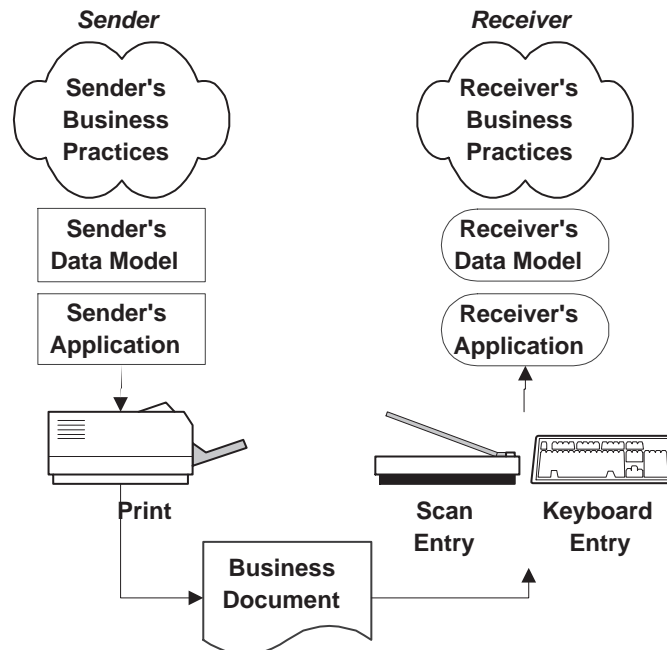 Sender
Receiver
Sender's
Business
Practices
Receiver's
Business
Practices
Sender's
Data Model
Receiver's
Data Model
Sender's
Application
Receiver's
Application
Print
Scan
Entry
Keyboard
Entry
Business
Document